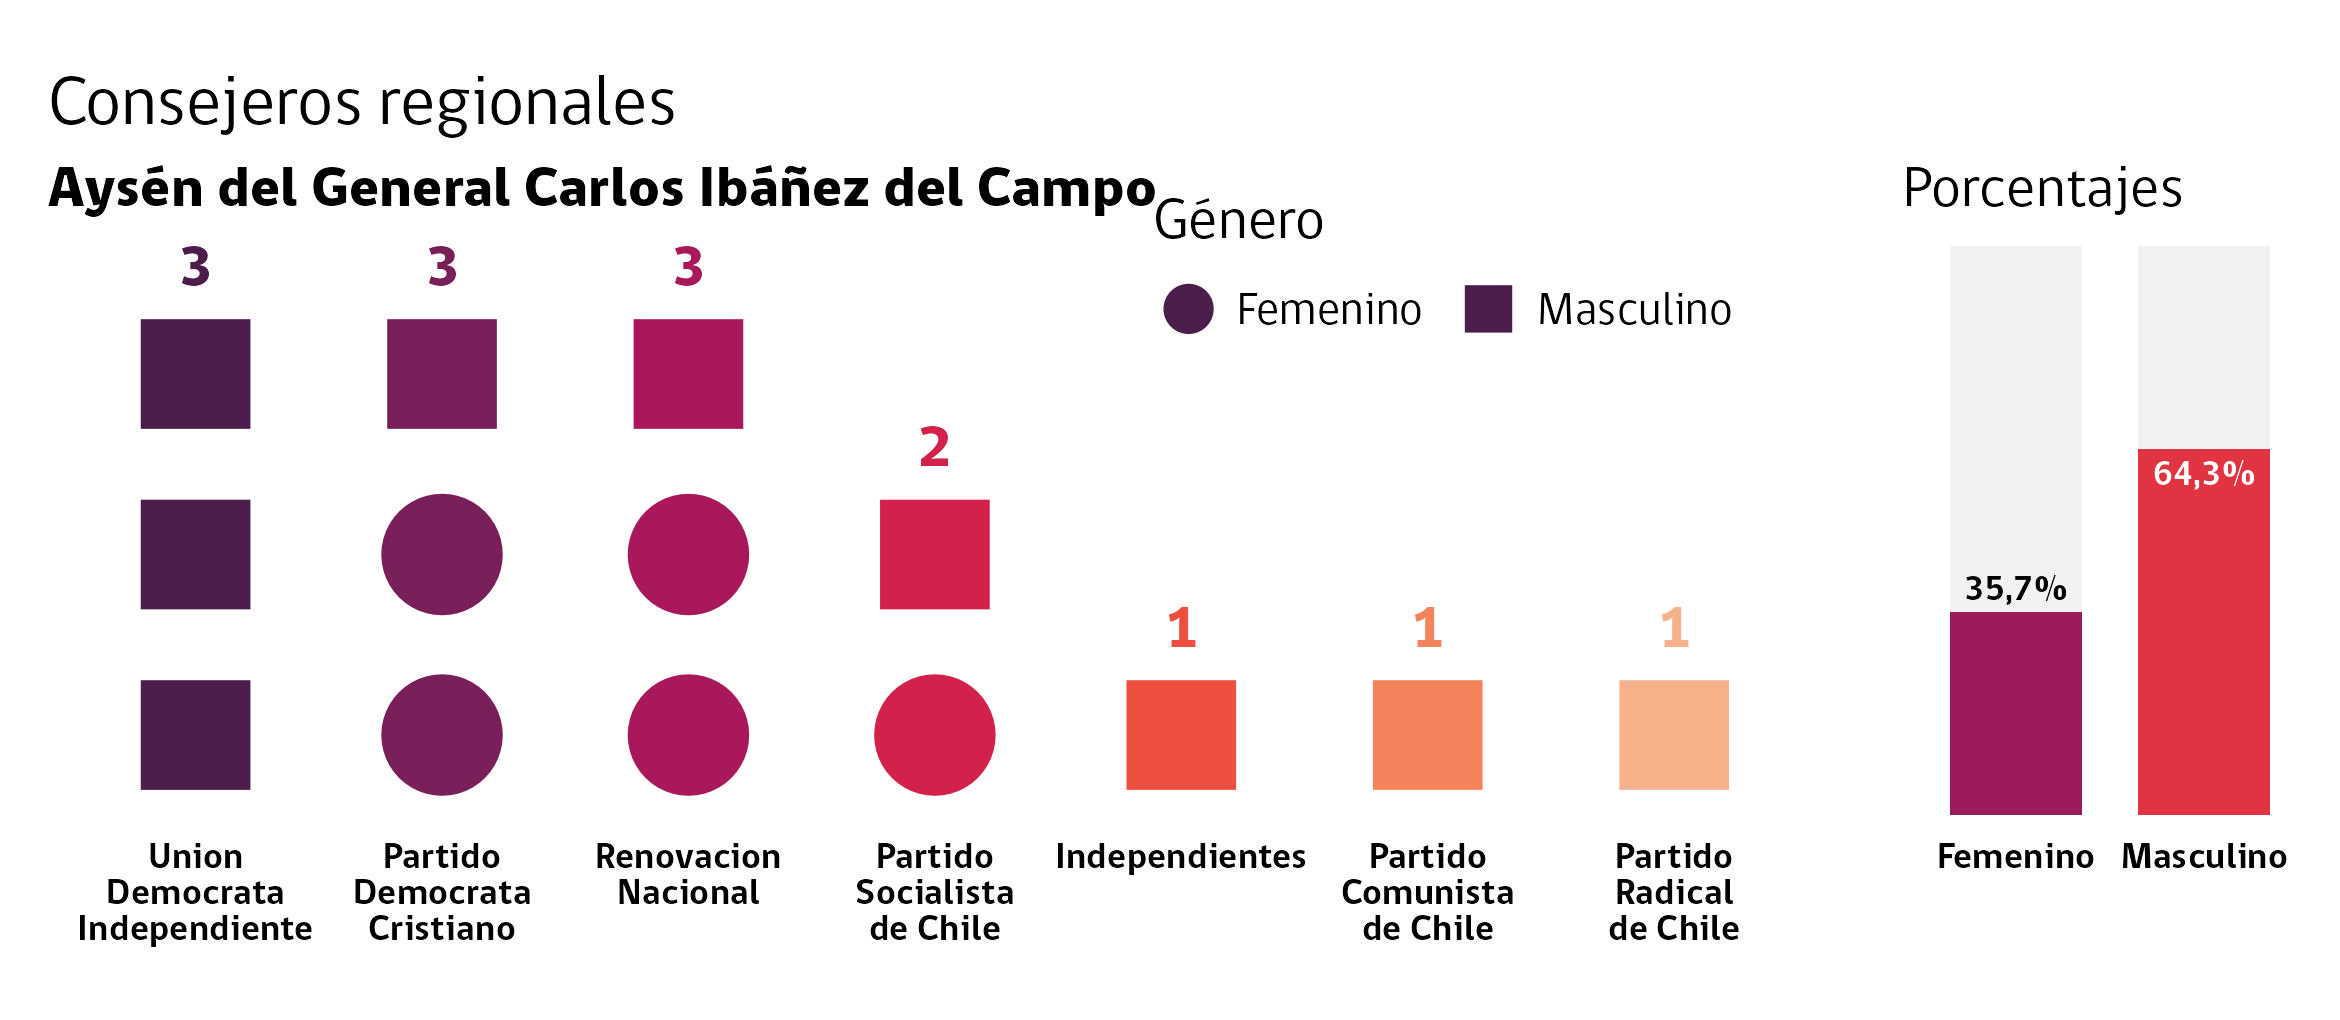 Consejeros regionales
Aysén del General Carlos Ibáñez del Campo
Género
Femenino
Masculino
3
3
3
2
1
1
1
Union
Democrata
Independiente
Partido
Democrata
Cristiano
Renovacion
Nacional
Partido
Socialista
de Chile
Independientes
Partido
Comunista
de Chile
Partido
Radical
de Chile
Porcentajes
35,7%
64,3%
Femenino
Masculino